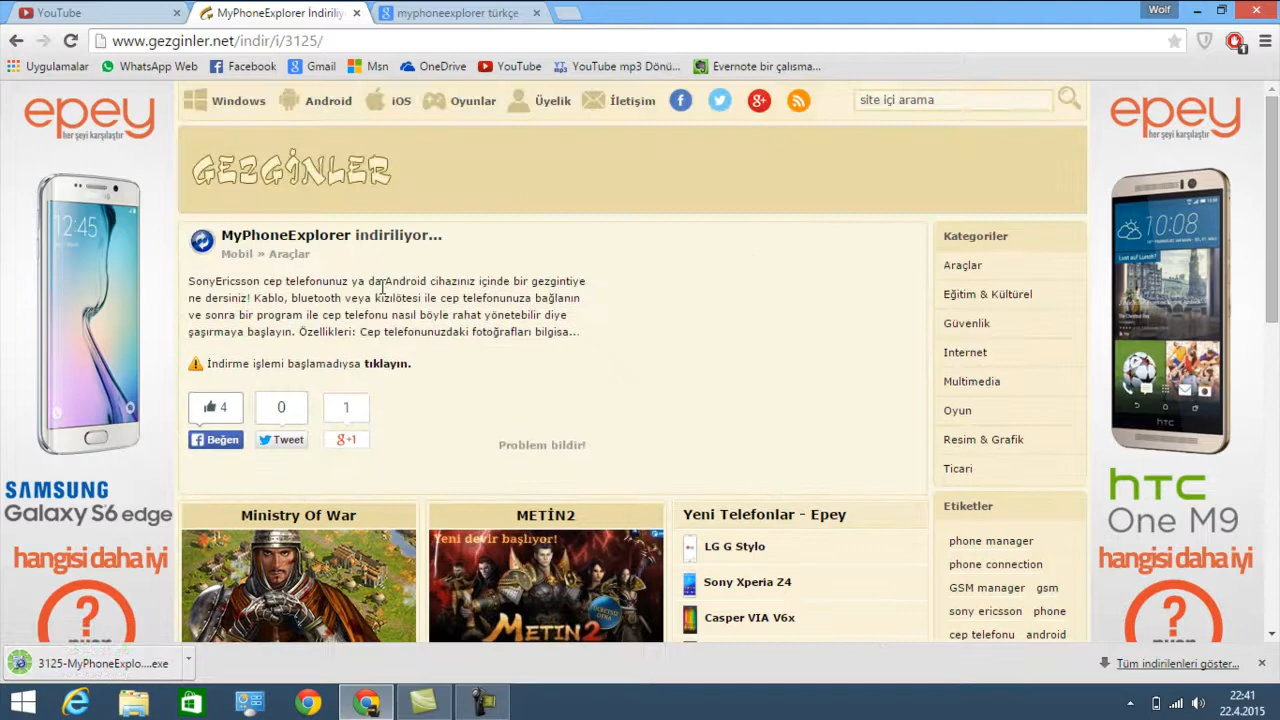 YouTube
MyPhoneExplorer İndiriliy
myphoneexplorer türkçe
Wolf
www.gezginler.net/indir/i/3125/
Uygulamalar
WhatsApp Web
Facebook
Gmail
Msn
OneDrive
YouTube
YouTube mp3 Dönü...
Evernote bir çalısma...
epey
her şeyi karşılaştır
12:45
SAMSUNG
Galaxy S6 edge
hangisi daha iyi
?
Windows
Android
iOS
Oyunlar
Üyelik
İletişim
site içi arama
GEZGİNLER
MyPhoneExplorer indiriliyor...
Mobil » Araçlar
SonyEricsson cep telefonunuz ya da Android cihazınız içinde bir gezgintiye
ne dersiniz! Kablo, bluetooth veya kızılötesi ile cep telefonunuza bağlanın
ve sonra bir program ile cep telefonu nasıl böyle rahat yönetebilir diye
şaşırmaya başlayın. Özellikleri: Cep telefonunuzdaki fotoğrafları bilgisa...
İndirme işlemi başlamadıysa tıklayın.
4
0
1
Beğen
Tweet
g+1
Problem bildir!
Ministry Of War
METİN2
Yeni devir başlıyor!
METIN2
Yeni Telefonlar - Epey
LG G Stylo
Sony Xperia Z4
Casper VIA V6x
Kategoriler
Araçlar
Eğitim & Kültürel
Güvenlik
Internet
Multimedia
Oyun
Resim & Grafik
Ticari
Etiketler
phone manager
phone connection
GSM manager gsm
sony ericsson phone
cep telefonu android
epey
her şeyi karşılaştır
10:08
HTC
hTC
One M9
hangisi daha iyi
?
3125-MyPhoneExplo....exe
Tüm indirilenleri göster...
22:41
22.4.2015